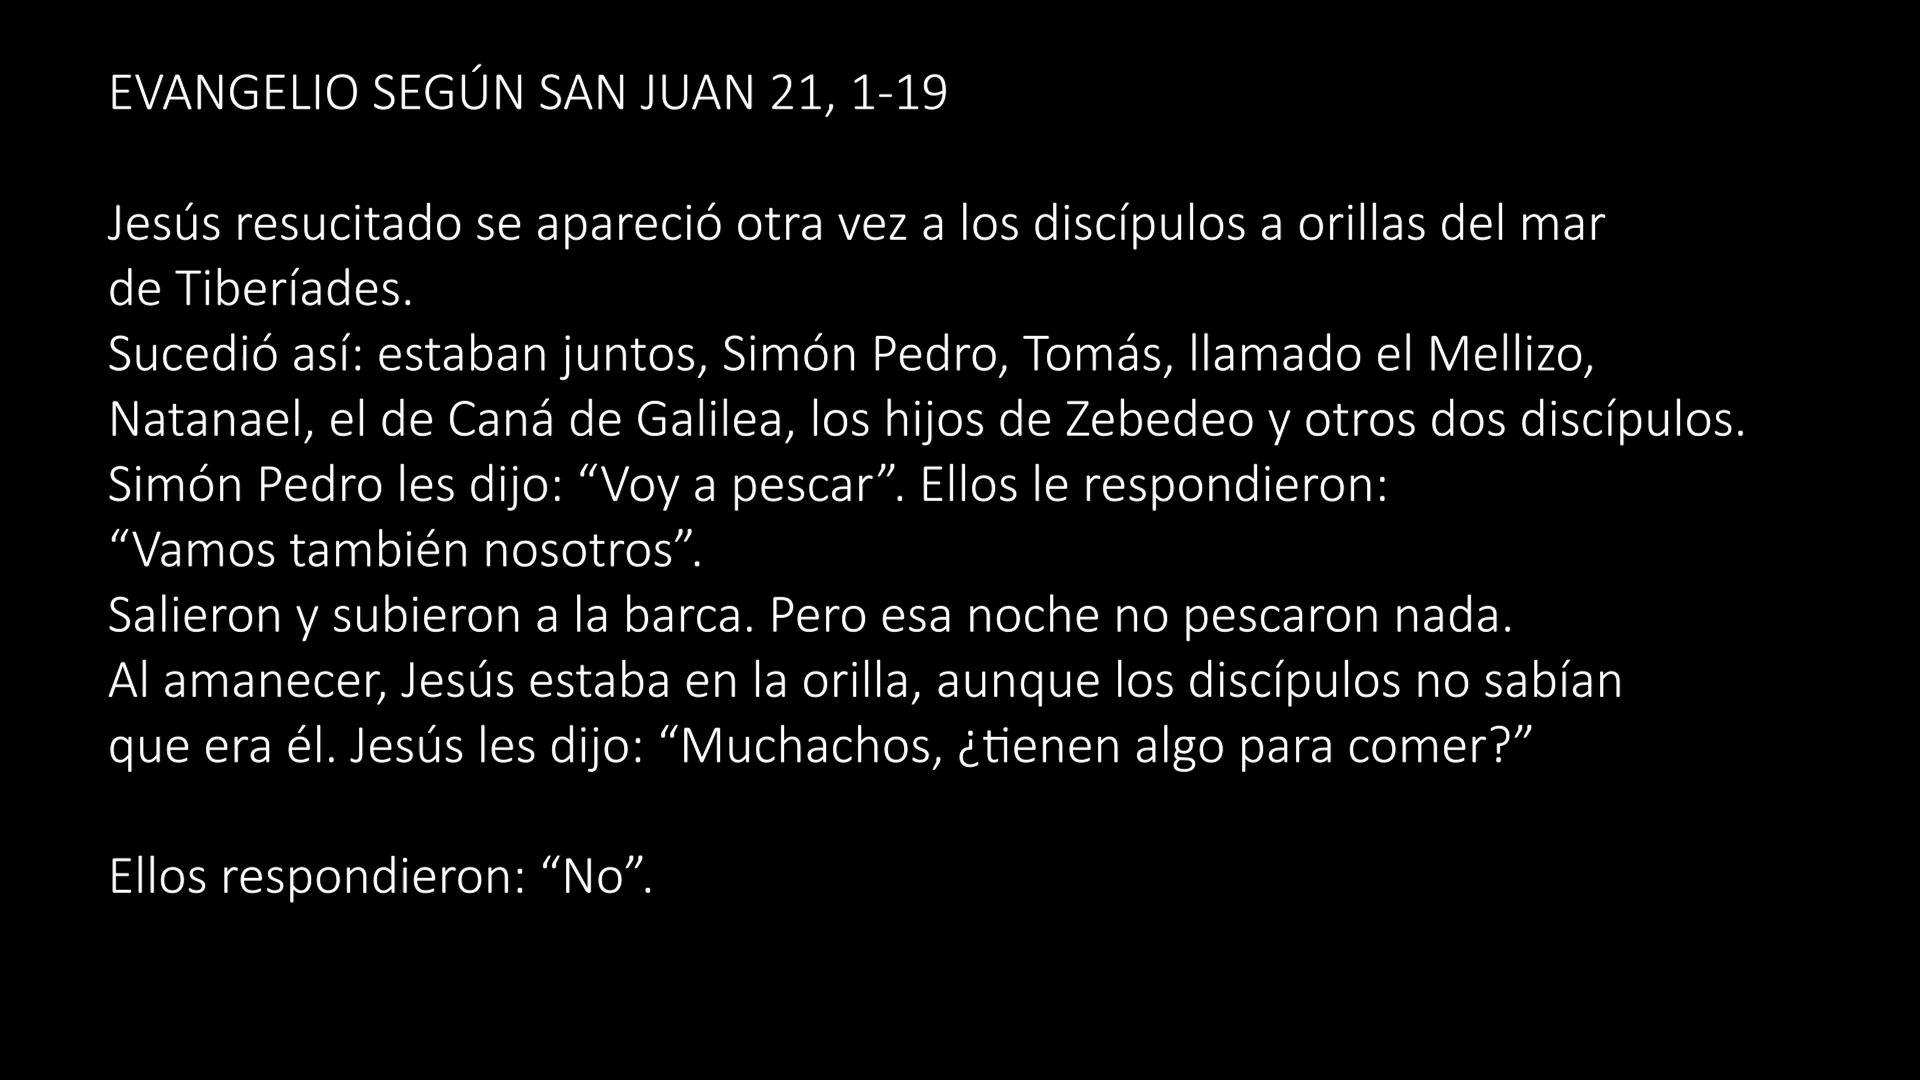 EVANGELIO SEGÚN SAN JUAN 21, 1-19
Jesús resucitado se apareció otra vez a los discípulos a orillas del mar
de Tiberíades.
Sucedió así: estaban juntos, Simón Pedro, Tomás, llamado el Mellizo,
Natanael, el de Caná de Galilea, los hijos de Zebedeo y otros dos discípulos.
Simón Pedro les dijo: “Voy a pescar”. Ellos le respondieron:
“Vamos también nosotros”.
Salieron y subieron a la barca. Pero esa noche no pescaron nada.
Al amanecer, Jesús estaba en la orilla, aunque los discípulos no sabían
que era él. Jesús les dijo: “Muchachos, ¿tienen algo para comer?”
Ellos respondieron: “No”.